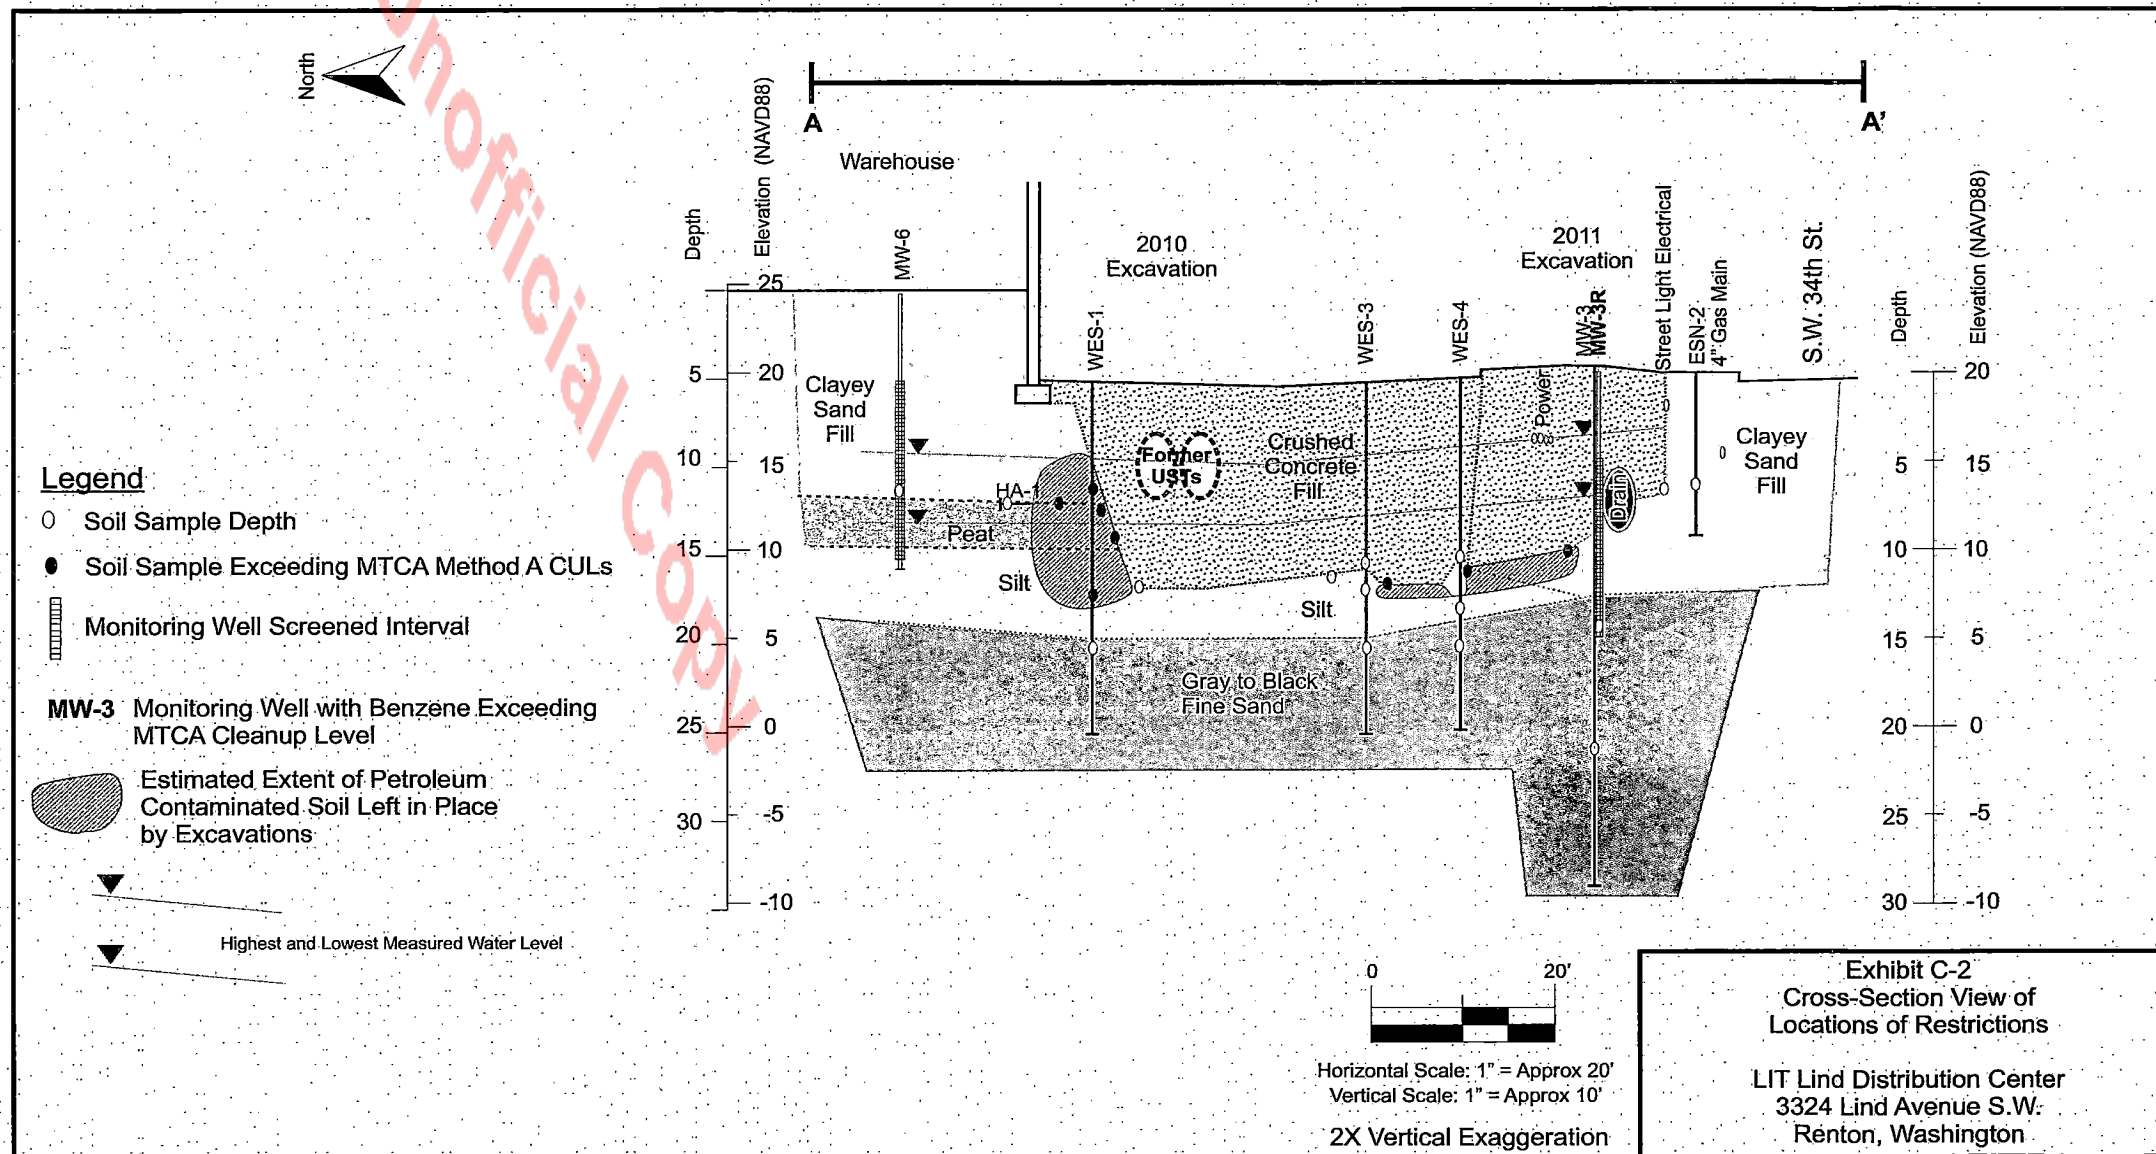 Unofficial Copy
North
A
A'
Warehouse
Depth
Elevation (NAVD88)
MW-6
2010
Excavation
WES-1
WES-3
WES-4
2011
Excavation
MW-3
MW-3R
Street Light Electrical
ESN-2
4" Gas Main
S.W. 34th St.
Depth
Elevation (NAVD88)
25
5
20
10
15
15
10
20
5
25
0
30
-5
-10
20
5
15
10
10
15
5
20
0
25
-5
30
-10
Clayey
Sand
Fill
HA-1
Peat
Silt
Former
USTs
Crushed
Concrete
Fill
Power
Drain
Clayey
Sand
Fill
Silt
Gray to Black
Fine Sand
Legend
Soil Sample Depth
Soil Sample Exceeding MTCA Method A CULs
Monitoring Well Screened Interval
MW-3 Monitoring Well with Benzene Exceeding
MTCA Cleanup Level
Estimated Extent of Petroleum
Contaminated Soil Left in Place
by Excavations
Highest and Lowest Measured Water Level
0 20'
Horizontal Scale: 1" = Approx 20'
Vertical Scale: 1" = Approx 10'
2X Vertical Exaggeration
Exhibit C-2
Cross-Section View of
Locations of Restrictions
LIT Lind Distribution Center
3324 Lind Avenue S.W.
Renton, Washington